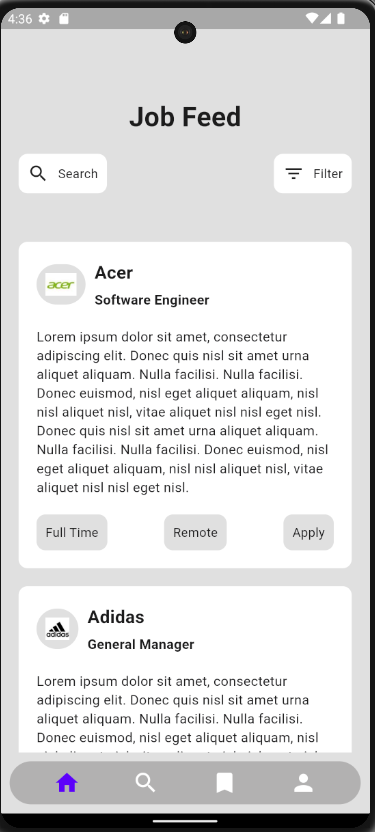 4:36
Job Feed
Search
Filter
acer
Acer
Software Engineer
Lorem ipsum dolor sit amet, consectetur
adipiscing elit. Donec quis nisl sit amet urna
aliquet aliquam. Nulla facilisi. Nulla facilisi.
Donec euismod, nisl eget aliquet aliquam, nisl
nisl aliquet nisl, vitae aliquet nisl nisl eget nisl.
Donec quis nisl sit amet urna aliquet aliquam.
Nulla facilisi. Nulla facilisi. Donec euismod, nisl
eget aliquet aliquam, nisl nisl aliquet nisl, vitae
aliquet nisl nisl eget nisl.
Full Time
Remote
Apply
adidas
Adidas
General Manager
Lorem ipsum dolor sit amet, consectetur
adipiscing elit. Donec quis nisl sit amet urna
aliquet aliquam. Nulla facilisi. Nulla facilisi.
Donec euismod, nisl eget aliquet aliquam, nisl